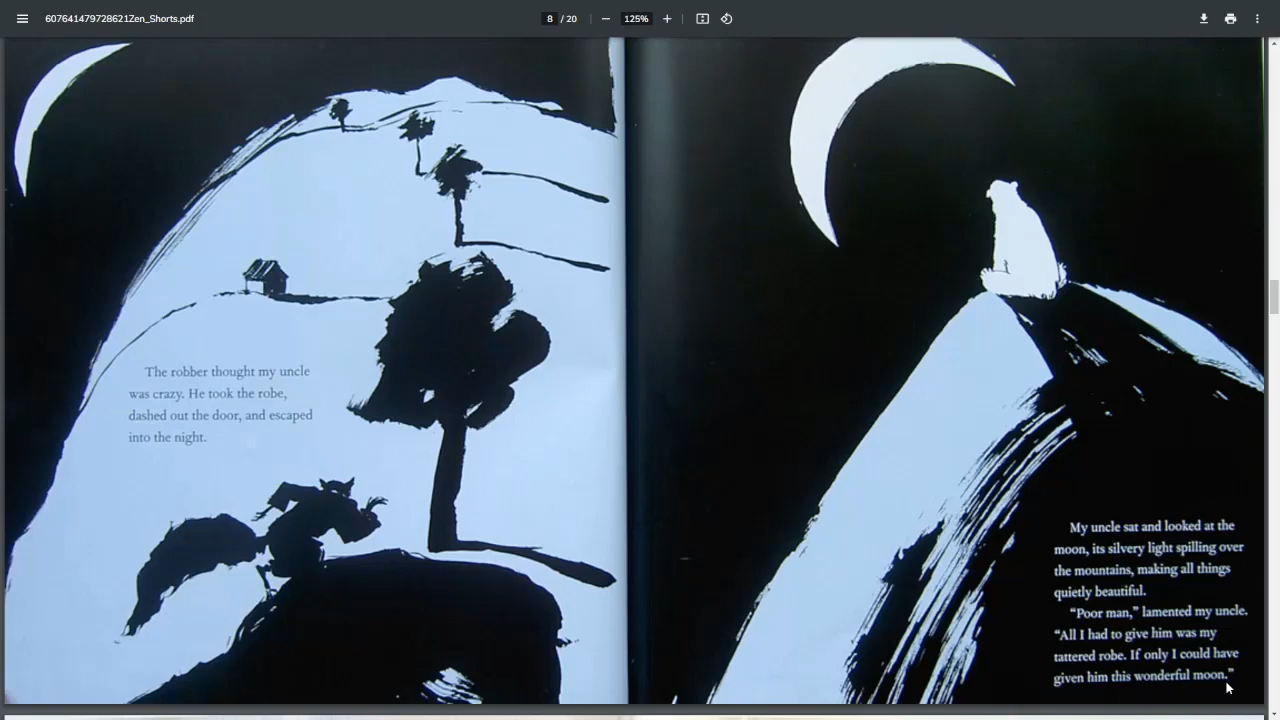 607641479728621Zen_Shorts.pdf
8 / 20
125%
The robber thought my uncle
was crazy. He took the robe,
dashed out the door, and escaped
into the night.
My uncle sat and looked at the
moon, its silvery light spilling over
the mountains, making all things
quietly beautiful.
“Poor man,” lamented my uncle.
“All I had to give him was my
tattered robe. If only I could have
given him this wonderful moon.”